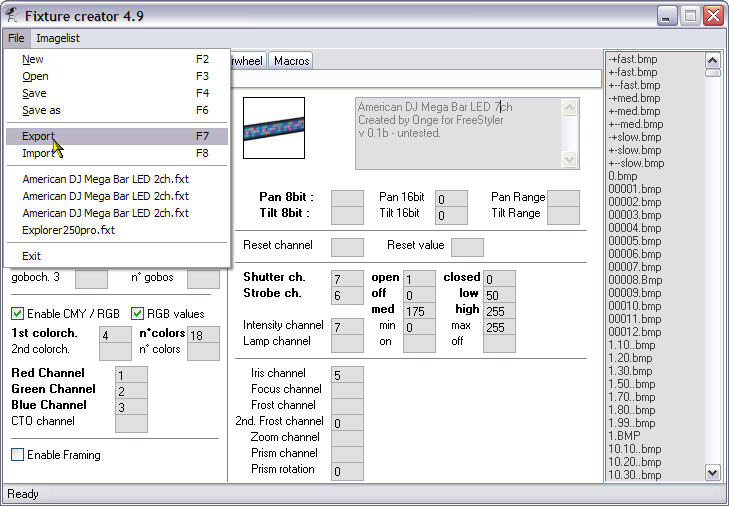 Fixture creator 4.9
File Imagelist
New F2
Open F3
Save F4
Save as F6
Export F7
Import F8
American DJ Mega Bar LED 2ch.fxt
American DJ Mega Bar LED 2ch.fxt
American DJ Mega Bar LED 2ch.fxt
Explorer250pro.fxt
Exit
rwheel Macros
American DJ Mega Bar LED 7ch
Created by Onge for FreeStyler
v 0.1b - untested.
Pan 8bit : Pan 16bit 0 Pan Range
Tilt 8bit : Tilt 16bit 0 Tilt Range
Reset channel Reset value
goboch. 3 n° gobos
Enable CMY / RGB RGB values
1st colorch. 4 n°colors 18
2nd colorch. n° colors
Red Channel 1
Green Channel 2
Blue Channel 3
CTO channel
Enable Framing
Shutter ch. 7 open 1 closed 0
Strobe ch. 6 off 0 low 50
med 175 high 255
Intensity channel 7 min 0 max 255
Lamp channel on off
Iris channel 5
Focus channel
Frost channel
2nd. Frost channel 0
Zoom channel
Prism channel
Prism rotation 0
-+fast.bmp
+-fast.bmp
+--fast.bmp
-+med.bmp
+-med.bmp
+--med.bmp
-+slow.bmp
+-slow.bmp
+--slow.bmp
0.bmp
00001.bmp
00002.bmp
00003.bmp
00004.bmp
00005.bmp
00006.bmp
00007.bmp
00008.Bmp
00009.bmp
00010.bmp
00011.bmp
00012.bmp
1.10..bmp
1.20.bmp
1.30.bmp
1.50..bmp
1.70..bmp
1.80..bmp
1.99..bmp
1.BMP
10.10..bmp
10.20..bmp
10.30..bmp
Ready